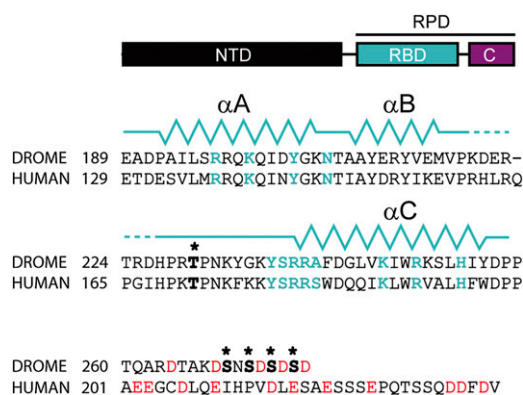 RPD
NTD RBD C
αA αB
DROME 189 EADPAILSRRQKQIDYGKNTAAYERYVEMVPKDER-
HUMAN 129 ETDESVLMRRQKQINYGKNTIAYDRYIKEVPRHLRQ
αC
*
DROME 224 TRDHPRTPNKYGKYSRRAFDGLVKIWRKSLHIYDPP
HUMAN 165 PGIHPKTPNKFKKYSRRSWDQQIKLWRVALHFWDPP
* * * *
DROME 260 TQARDTAKDSNSDSDSD
HUMAN 201 AEEGCDLQEIHPVDLESAESSSEPQTSSQDDFDV